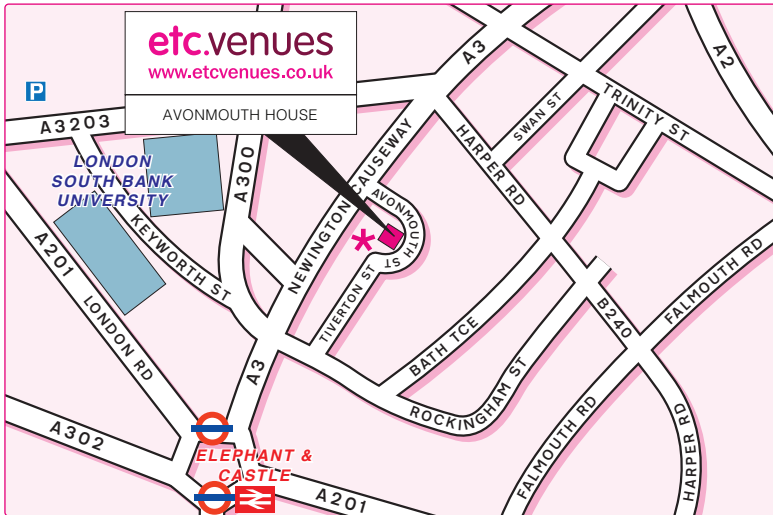 etc.venues
www.etcvenues.co.uk
AVONMOUTH HOUSE
P
A3203
A3
A2
TRINITY ST
SWAN ST
HARPER RD
A300
LONDON
SOUTH BANK
UNIVERSITY
NEWINGTON CAUSEWAY
AVONMOUTH ST
*
KEYWORTH ST
A201
LONDON RD
TIVERTON ST
FALMOUTH RD
B240
BATH TCE
ROCKINGHAM ST
A3
A302
ELEPHANT &
CASTLE
A201
FALMOUTH RD
HARPER RD